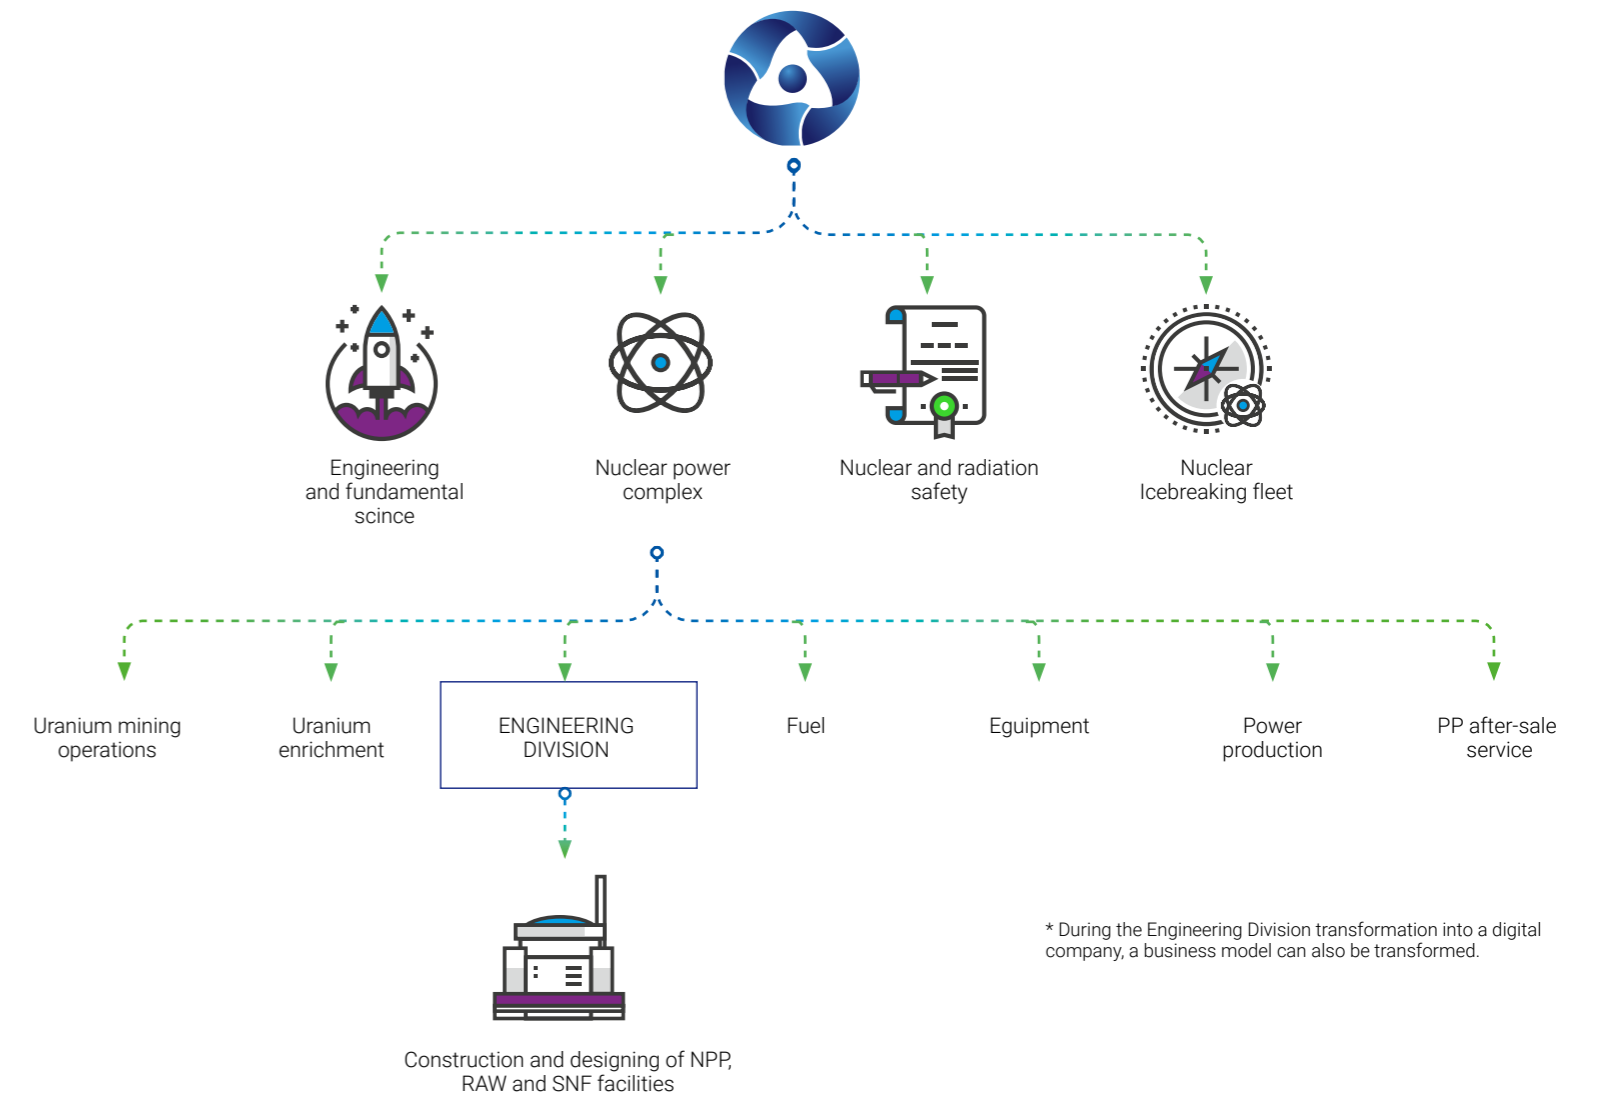 Engineering
and fundamental
scince
Nuclear power
complex
Nuclear and radiation
safety
Nuclear
Icebreaking fleet
Uranium mining
operations
Uranium
enrichment
ENGINEERING
DIVISION
Fuel
Eguipment
Power
production
PP after-sale
service
* During the Engineering Division transformation into a digital
company, a business model can also be transformed.
Construction and designing of NPP,
RAW and SNF facilities